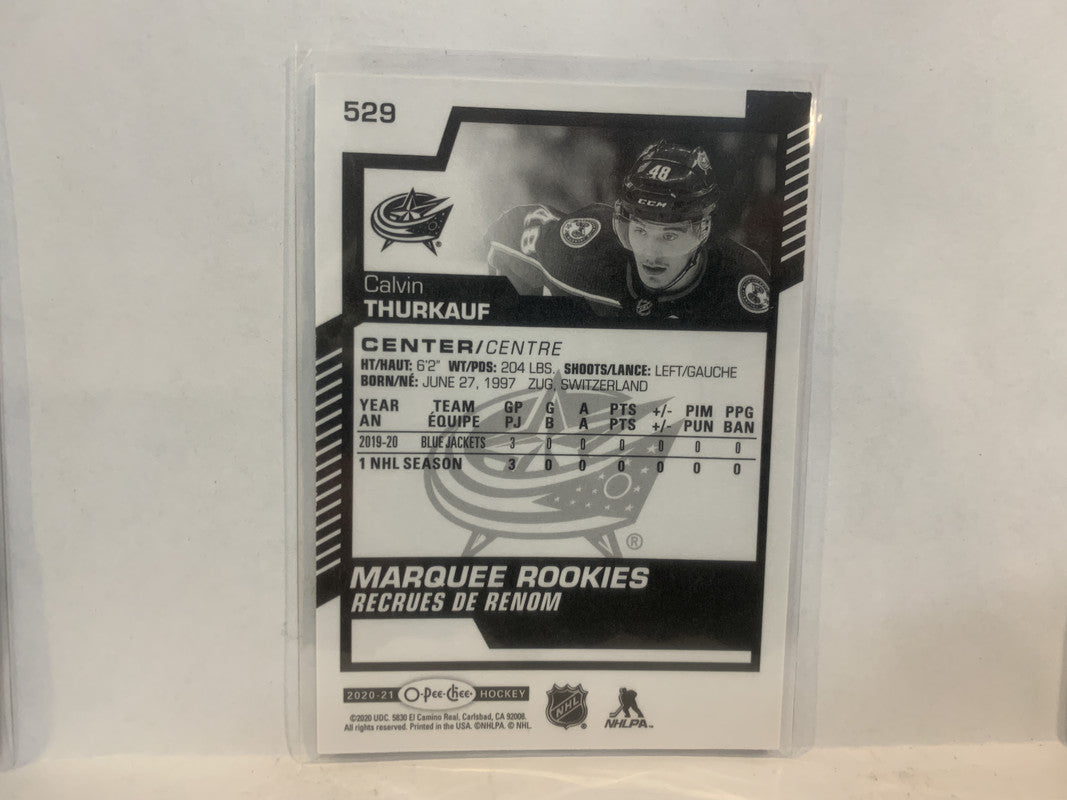 529
48
CCM
48
Calvin
THURKAUF
CENTER/CENTRE
HT/HAUT: 6'2" WT/PDS: 204 LBS. SHOOTS/LANCE: LEFT/GAUCHE
BORN/NÉ: JUNE 27, 1997 ZUG, SWITZERLAND
YEAR TEAM GP G A PTS +/- PIM PPG
AN ÉQUIPE PJ B A PTS +/- PUN BAN
2019-20 BLUE JACKETS 3 0 0 0 0 0 0
1 NHL SEASON 3 0 0 0 0 0 0
®
MARQUEE ROOKIES
RECRUES DE RENOM
2020-21 O-Pee-Chee HOCKEY
©2020 UDC. 5830 El Camino Real, Carlsbad, CA 92008.
All rights reserved. Printed in the USA. ©NHLPA. © NHL.
NHL
NHLPA